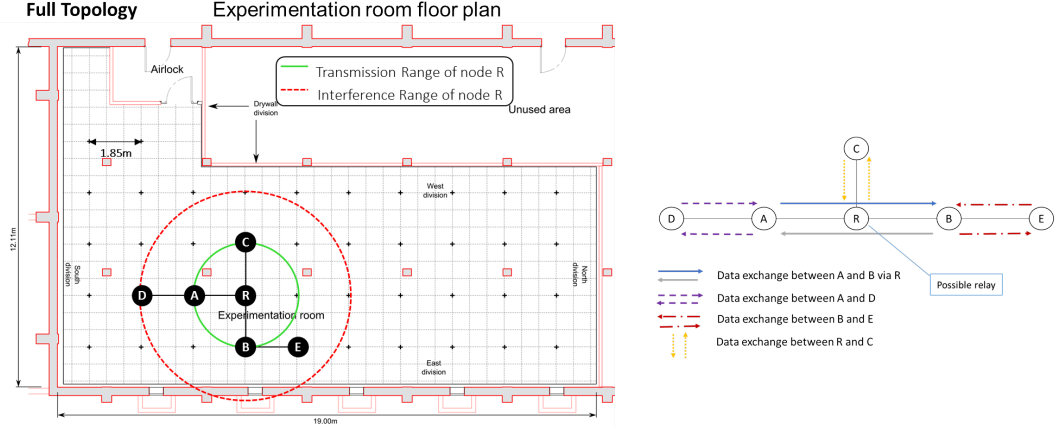 Full Topology
Experimentation room floor plan
Airlock
Transmission Range of node R
Interference Range of node R
Drywall
division
Unused area
1.85m
West
division
12.11m
South
division
North
division
C
D
A
R
Experimentation room
B
E
East
division
19.00m
C
D
A
R
B
E
Possible relay
Data exchange between A and B via R
Data exchange between A and D
Data exchange between B and E
Data exchange between R and C